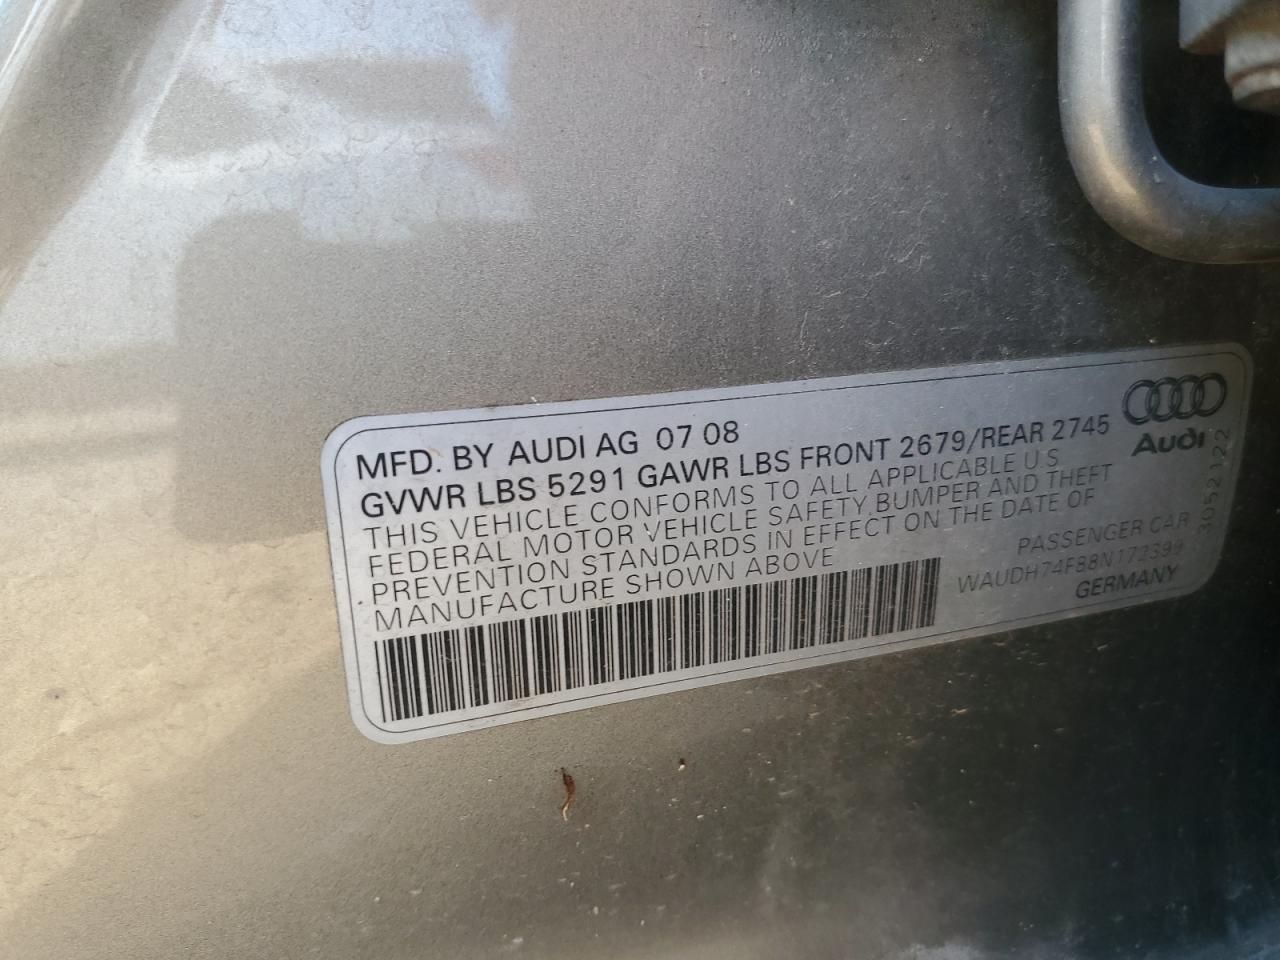 MFD. BY AUDI AG 07 08
GVWR LBS 5291 GAWR LBS FRONT 2679/REAR 2745
THIS VEHICLE CONFORMS TO ALL APPLICABLE U S
FEDERAL MOTOR VEHICLE SAFETY, BUMPER AND THEFT
PREVENTION STANDARDS IN EFFECT ON THE DATE OF
MANUFACTURE SHOWN ABOVE
Audi
PASSENGER CAR
WAUDH74F88N172399
GERMANY
3052122